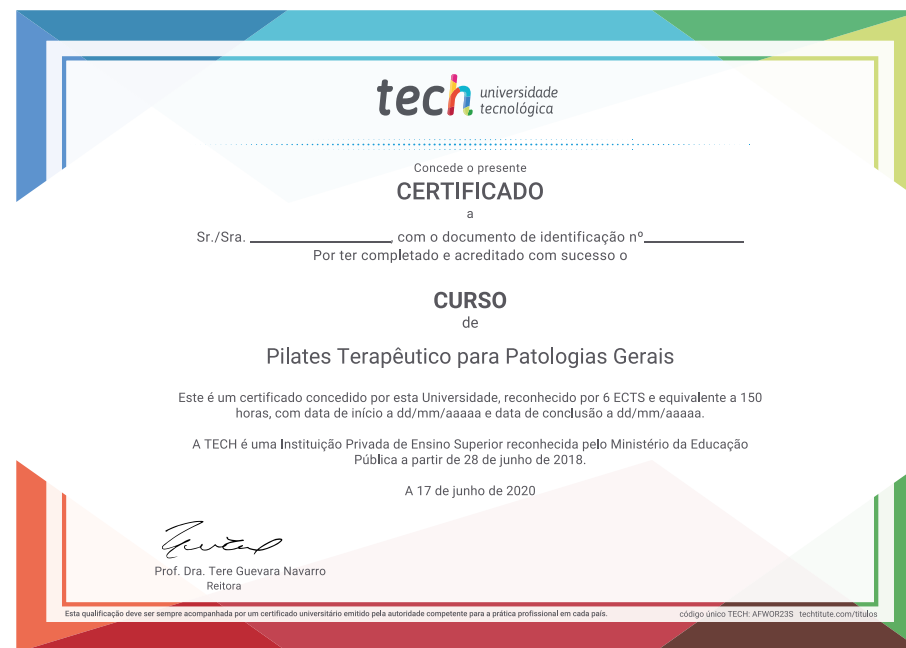 tech universidade
tecnológica
Concede o presente
CERTIFICADO
a
Sr./Sra. ________________, com o documento de identificação nº____________
Por ter completado e acreditado com sucesso o
CURSO
de
Pilates Terapêutico para Patologias Gerais
Este é um certificado concedido por esta Universidade, reconhecido por 6 ECTS e equivalente a 150
horas, com data de início a dd/mm/aaaaa e data de conclusão a dd/mm/aaaaa.
A TECH é uma Instituição Privada de Ensino Superior reconhecida pelo Ministério da Educação
Pública a partir de 28 de junho de 2018.
A 17 de junho de 2020
Prof. Dra. Tere Guevara Navarro
Reitora
Esta qualificação deve ser sempre acompanhada por um certificado universitário emitido pela autoridade competente para a prática profissional em cada país.
código único TECH: AFWOR23S techtitute.com/titulos